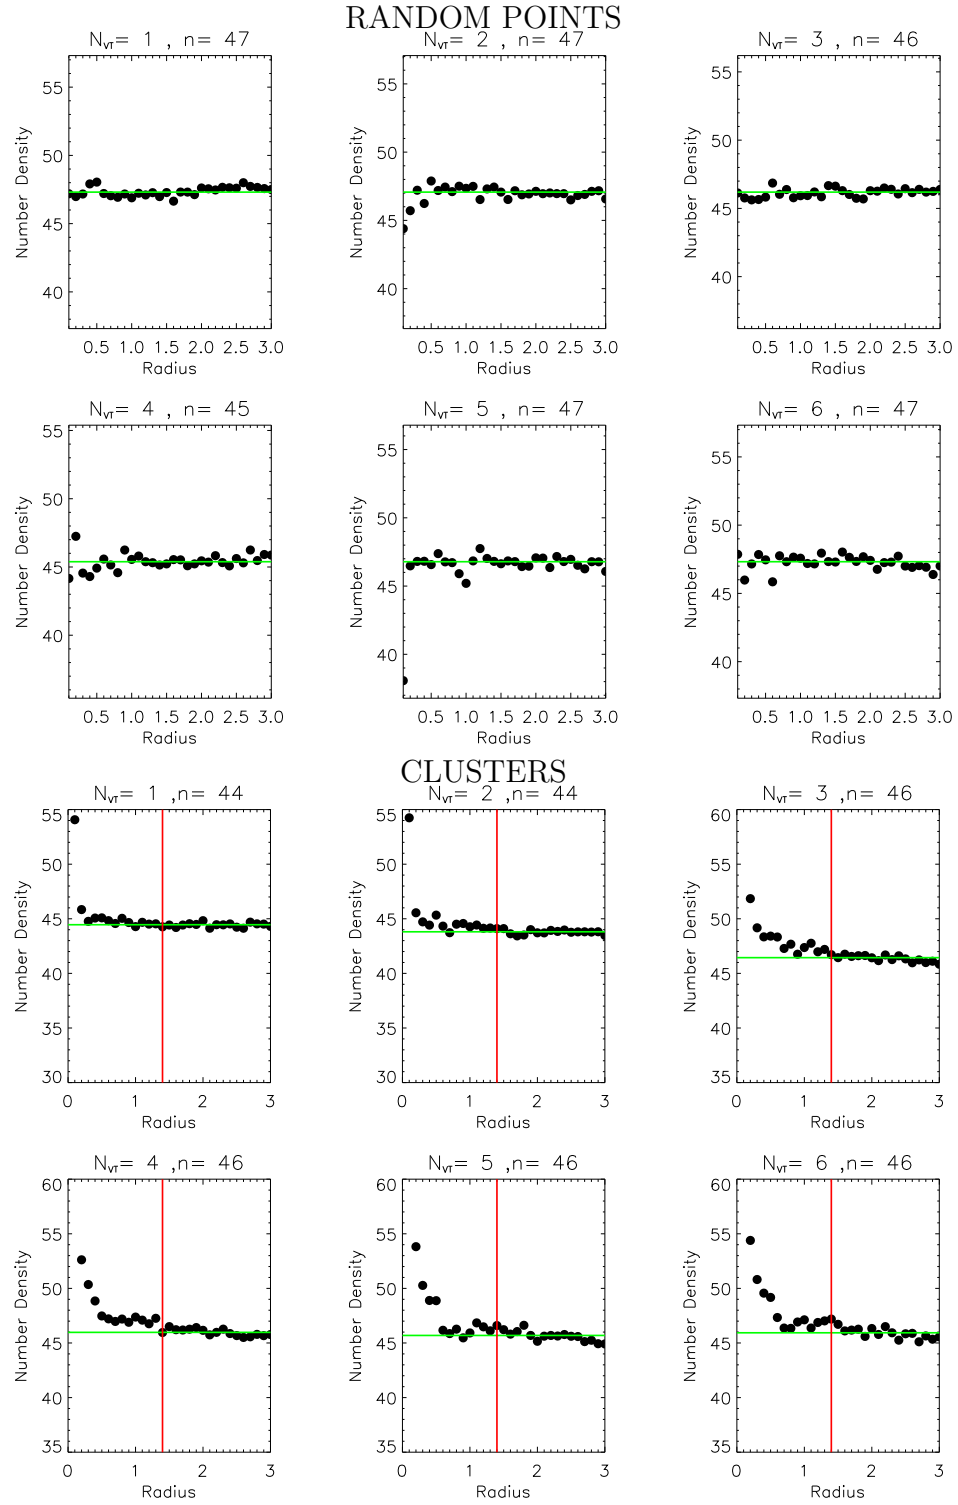 RANDOM POINTS
N_VT= 1 , n= 47
N_VT= 2 , n= 47
N_VT= 3 , n= 46
Number Density
55
50
45
40
0.5 1.0 1.5 2.0 2.5 3.0
Radius
Number Density
55
50
45
40
0.5 1.0 1.5 2.0 2.5 3.0
Radius
Number Density
55
50
45
40
0.5 1.0 1.5 2.0 2.5 3.0
Radius
N_VT= 4 , n= 45
N_VT= 5 , n= 47
N_VT= 6 , n= 47
Number Density
55
50
45
40
0.5 1.0 1.5 2.0 2.5 3.0
Radius
Number Density
55
50
45
40
0.5 1.0 1.5 2.0 2.5 3.0
Radius
Number Density
55
50
45
40
0.5 1.0 1.5 2.0 2.5 3.0
Radius
CLUSTERS
N_VT= 1 ,n= 44
N_VT= 2 ,n= 44
N_VT= 3 ,n= 46
Number Density
55
50
45
40
35
30
0 1 2 3
Radius
Number Density
55
50
45
40
35
30
0 1 2 3
Radius
Number Density
60
55
50
45
40
35
0 1 2 3
Radius
N_VT= 4 ,n= 46
N_VT= 5 ,n= 46
N_VT= 6 ,n= 46
Number Density
60
55
50
45
40
35
0 1 2 3
Radius
Number Density
60
55
50
45
40
35
0 1 2 3
Radius
Number Density
60
55
50
45
40
35
0 1 2 3
Radius